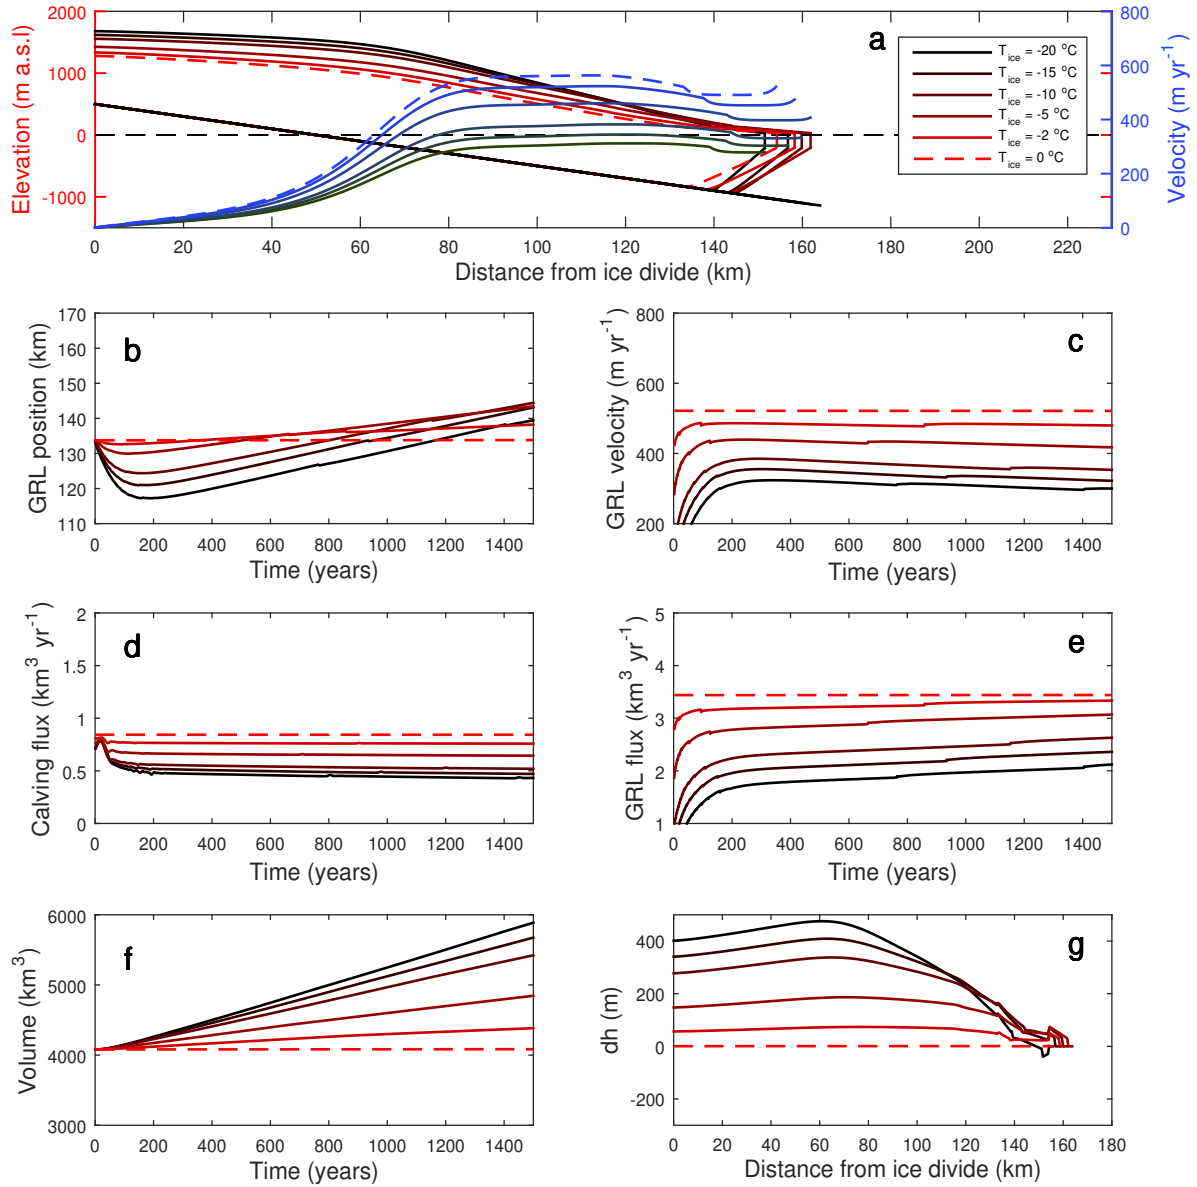 2000
1000
0
-1000
Elevation (m a.s.l)
a
T ice = -20 °C
T ice = -15 °C
T ice = -10 °C
T ice = -5 °C
T ice = -2 °C
T ice = 0 °C
800
600
400
200
0
Velocity (m yr-1)
0 20 40 60 80 100 120 140 160 180 200 220
Distance from ice divide (km)
170
160
150
140
130
120
110
GRL position (km)
b
0 200 400 600 800 1000 1200 1400
Time (years)
800
600
400
200
GRL velocity (m yr-1)
c
0 200 400 600 800 1000 1200 1400
Time (years)
2
1.5
1
0.5
0
Calving flux (km3 yr-1)
d
0 200 400 600 800 1000 1200 1400
Time (years)
5
4
3
2
1
GRL flux (km3 yr-1)
e
0 200 400 600 800 1000 1200 1400
Time (years)
6000
5000
4000
3000
Volume (km3)
f
0 200 400 600 800 1000 1200 1400
Time (years)
400
200
0
-200
dh (m)
g
0 20 40 60 80 100 120 140 160 180
Distance from ice divide (km)